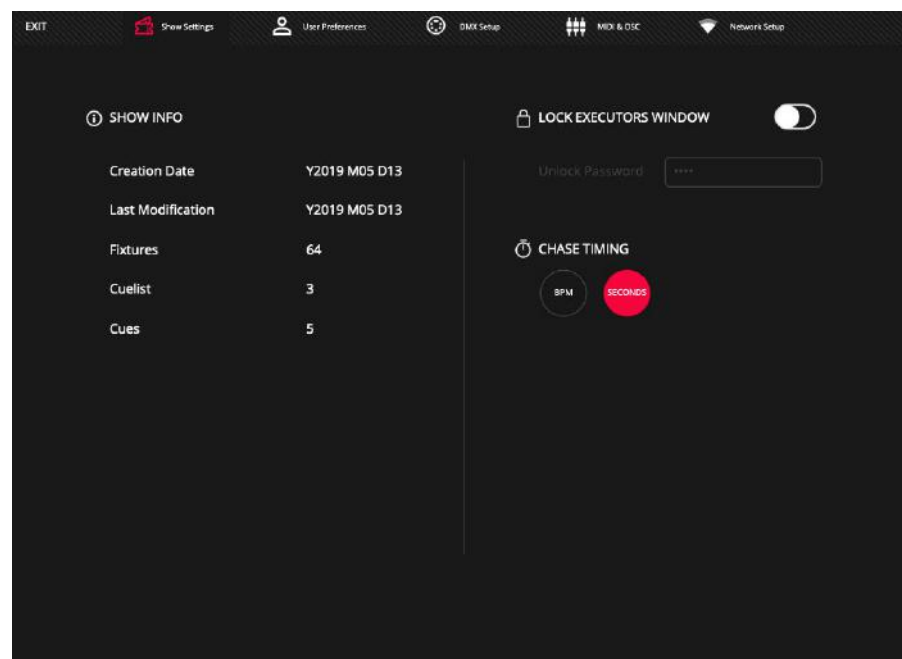 EXIT Show Settings User Preferences DMX Setup MIDI & OSC Network Setup
SHOW INFO
Creation Date Y2019 M05 D13
Last Modification Y2019 M05 D13
Fixtures 64
Cuelist 3
Cues 5
LOCK EXECUTORS WINDOW
Unlock Password ****
CHASE TIMING
BPM SECONDS